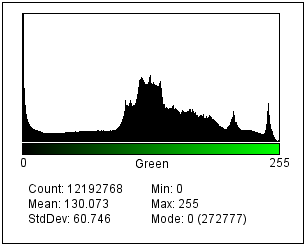 0 Green 255
Count: 12192768 Min: 0
Mean: 130.073 Max: 255
StdDev: 60.746 Mode: 0 (272777)